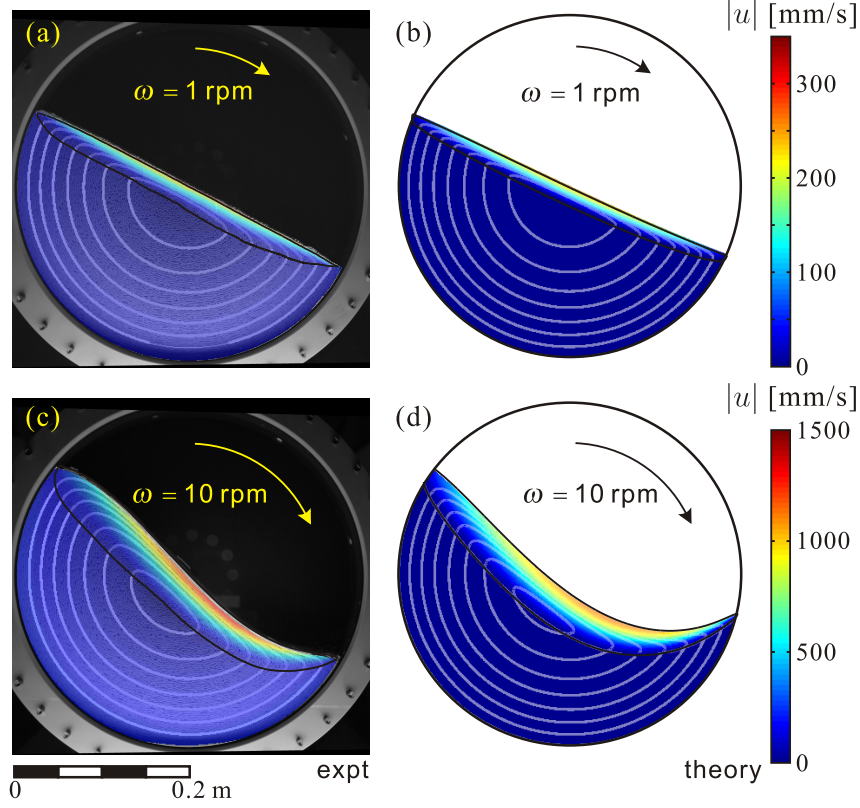 (a)
ω = 1 rpm
(b)
ω = 1 rpm
|u| [mm/s]
300
200
100
0
(c)
ω = 10 rpm
(d)
ω = 10 rpm
|u| [mm/s]
1500
1000
500
0
expt
theory
0
0.2 m